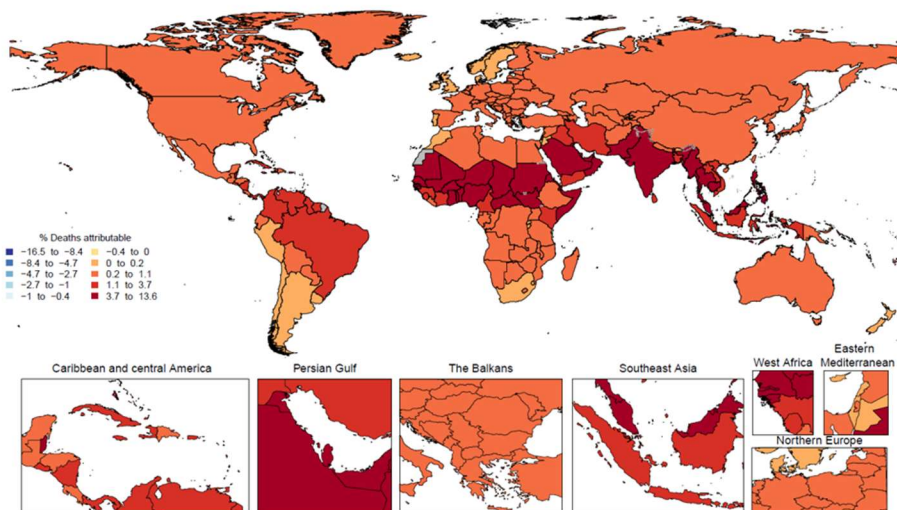 % Deaths attributable
−16.5 to −8.4
−8.4 to −4.7
−4.7 to −2.7
−2.7 to −1
−1 to −0.4
−0.4 to 0
0 to 0.2
0.2 to 1.1
1.1 to 3.7
3.7 to 13.6
Caribbean and central America
Persian Gulf
The Balkans
Southeast Asia
West Africa
Eastern
Mediterranean
Northern Europe